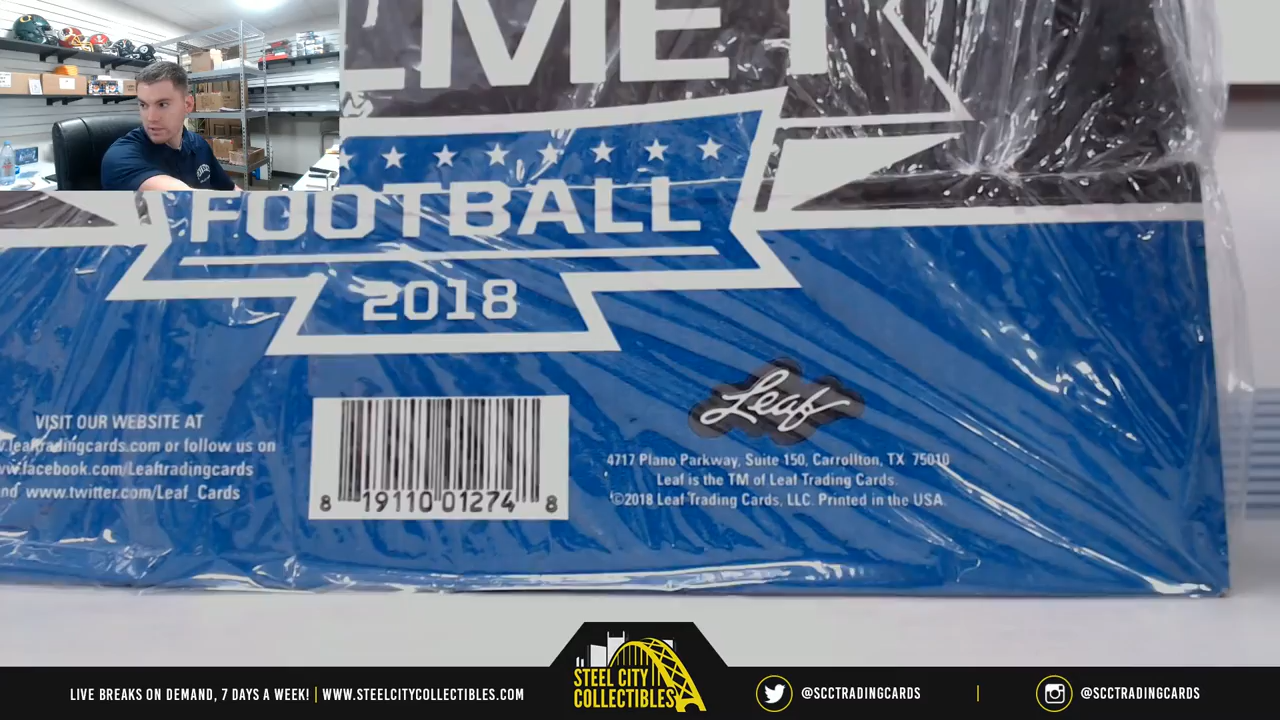 LMET
FOOTBALL
2018
VISIT OUR WEBSITE AT
w.leaftradingcards.com or follow us on
ww.facebook.com/Leaftradingcards
nd www.twitter.com/Leaf_Cards
8 19110 01274 8
Leaf
4717 Plano Parkway, Suite 150, Carrollton, TX 75010
Leaf is the TM of Leaf Trading Cards.
©2018 Leaf Trading Cards, LLC. Printed in the USA.
LIVE BREAKS ON DEMAND, 7 DAYS A WEEK! | WWW.STEELCITYCOLLECTIBLES.COM
STEEL CITY
COLLECTIBLES
@SCCTRADINGCARDS | @SCCTRADINGCARDS